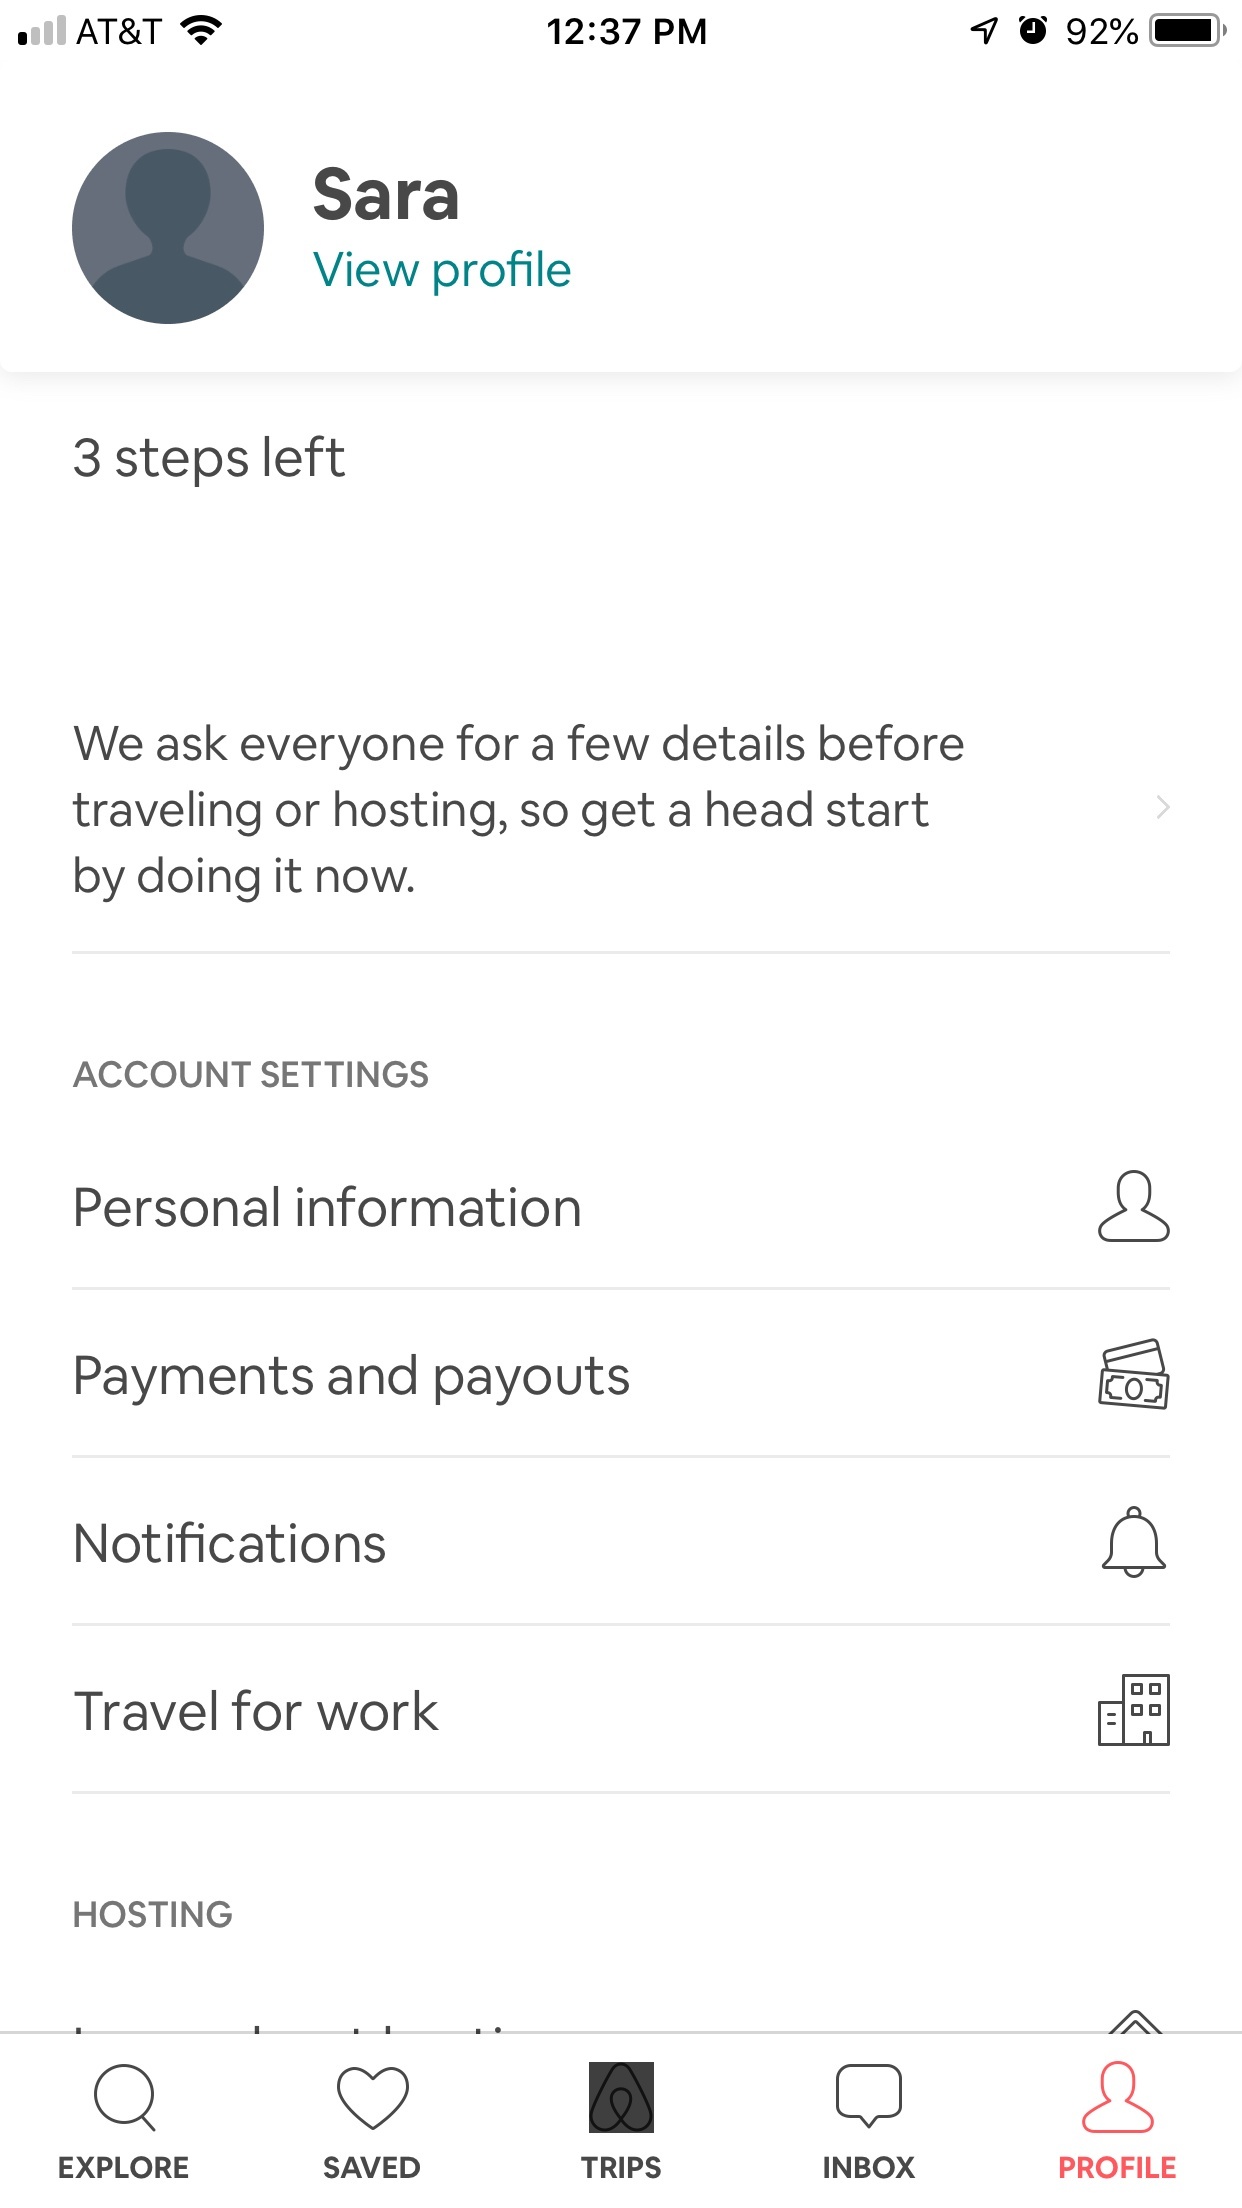 AT&T 12:37 PM 92%
Sara
View profile
3 steps left
We ask everyone for a few details before
traveling or hosting, so get a head start
by doing it now.
ACCOUNT SETTINGS
Personal information
Payments and payouts
Notifications
Travel for work
HOSTING
EXPLORE SAVED TRIPS INBOX PROFILE